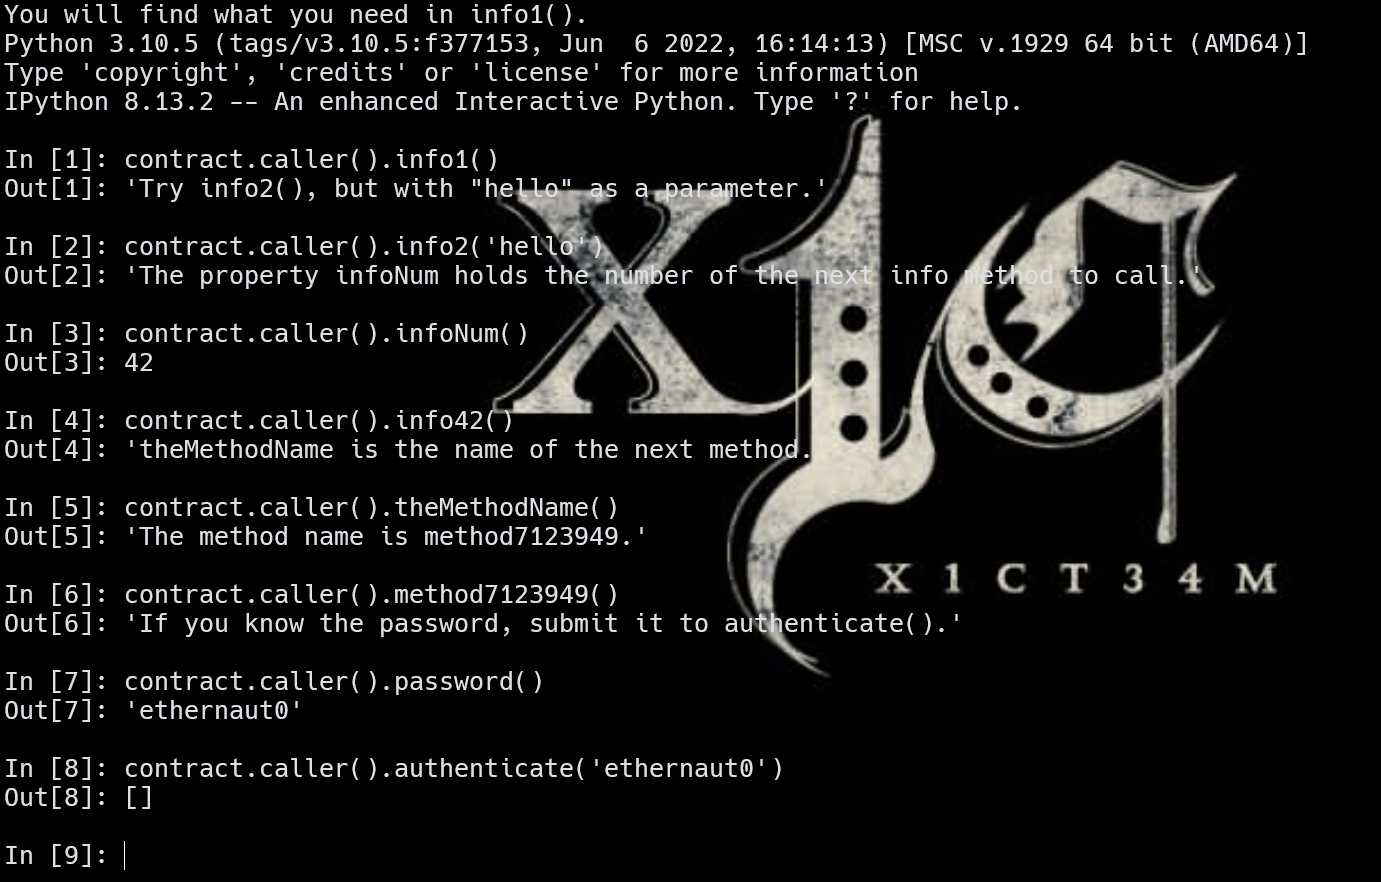 You will find what you need in info1().
Python 3.10.5 (tags/v3.10.5:f377153, Jun  6 2022, 16:14:13) [MSC v.1929 64 bit (AMD64)]
Type 'copyright', 'credits' or 'license' for more information
IPython 8.13.2 -- An enhanced Interactive Python. Type '?' for help.
In [1]: contract.caller().info1()
Out[1]: 'Try info2(), but with "hello" as a parameter.'
In [2]: contract.caller().info2('hello')
Out[2]: 'The property infoNum holds the number of the next info method to call.'
In [3]: contract.caller().infoNum()
Out[3]: 42
In [4]: contract.caller().info42()
Out[4]: 'theMethodName is the name of the next method.
In [5]: contract.caller().theMethodName()
Out[5]: 'The method name is method7123949.'
In [6]: contract.caller().method7123949()
Out[6]: 'If you know the password, submit it to authenticate().'
In [7]: contract.caller().password()
Out[7]: 'ethernaut0'
In [8]: contract.caller().authenticate('ethernaut0')
Out[8]: []
In [9]:
X1C
X1CT34M